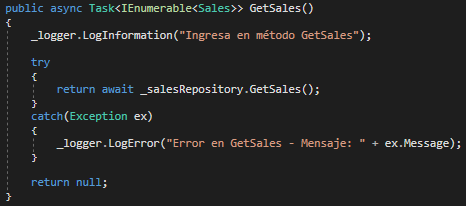 public async Task<IEnumerable<Sales>> GetSales()
{
_logger.LogInformation("Ingresa en método GetSales");
try
{
return await _salesRepository.GetSales();
}
catch(Exception ex)
{
_logger.LogError("Error en GetSales - Mensaje: " + ex.Message);
}
return null;
}